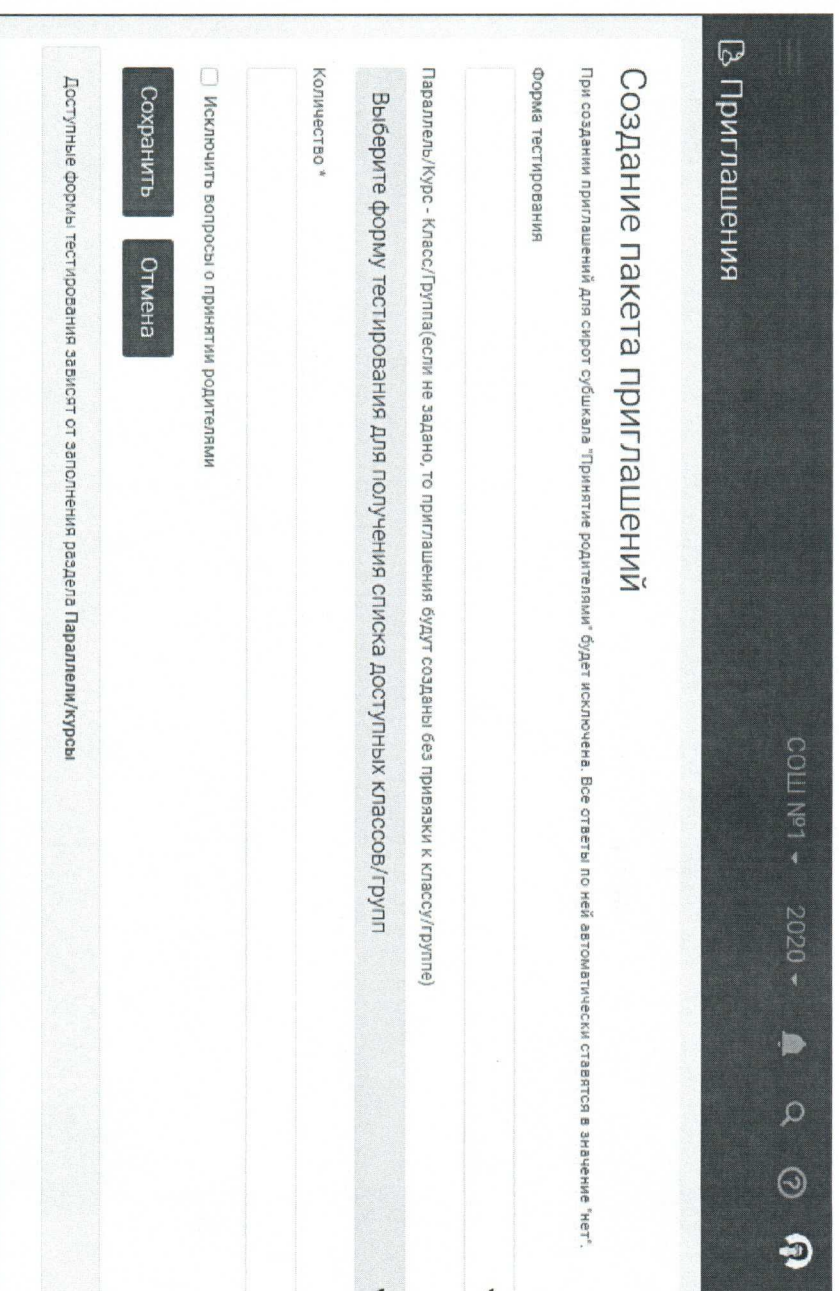 СОШ №1 2020
Приглашения
Создание пакета приглашений
При создании приглашений для сирот субшкала "Принятие родителями" будет исключена. Все ответы по ней автоматически ставятся в значение "нет".
Форма тестирования
Параллель/Курс - Класс/Группа(если не задано, то приглашения будут созданы без привязки к классу/группе)
Выберите форму тестирования для получения списка доступных классов/групп
Количество *
Исключить вопросы о принятии родителями
Сохранить Отмена
Доступные формы тестирования зависят от заполнения раздела Параллели/курсы